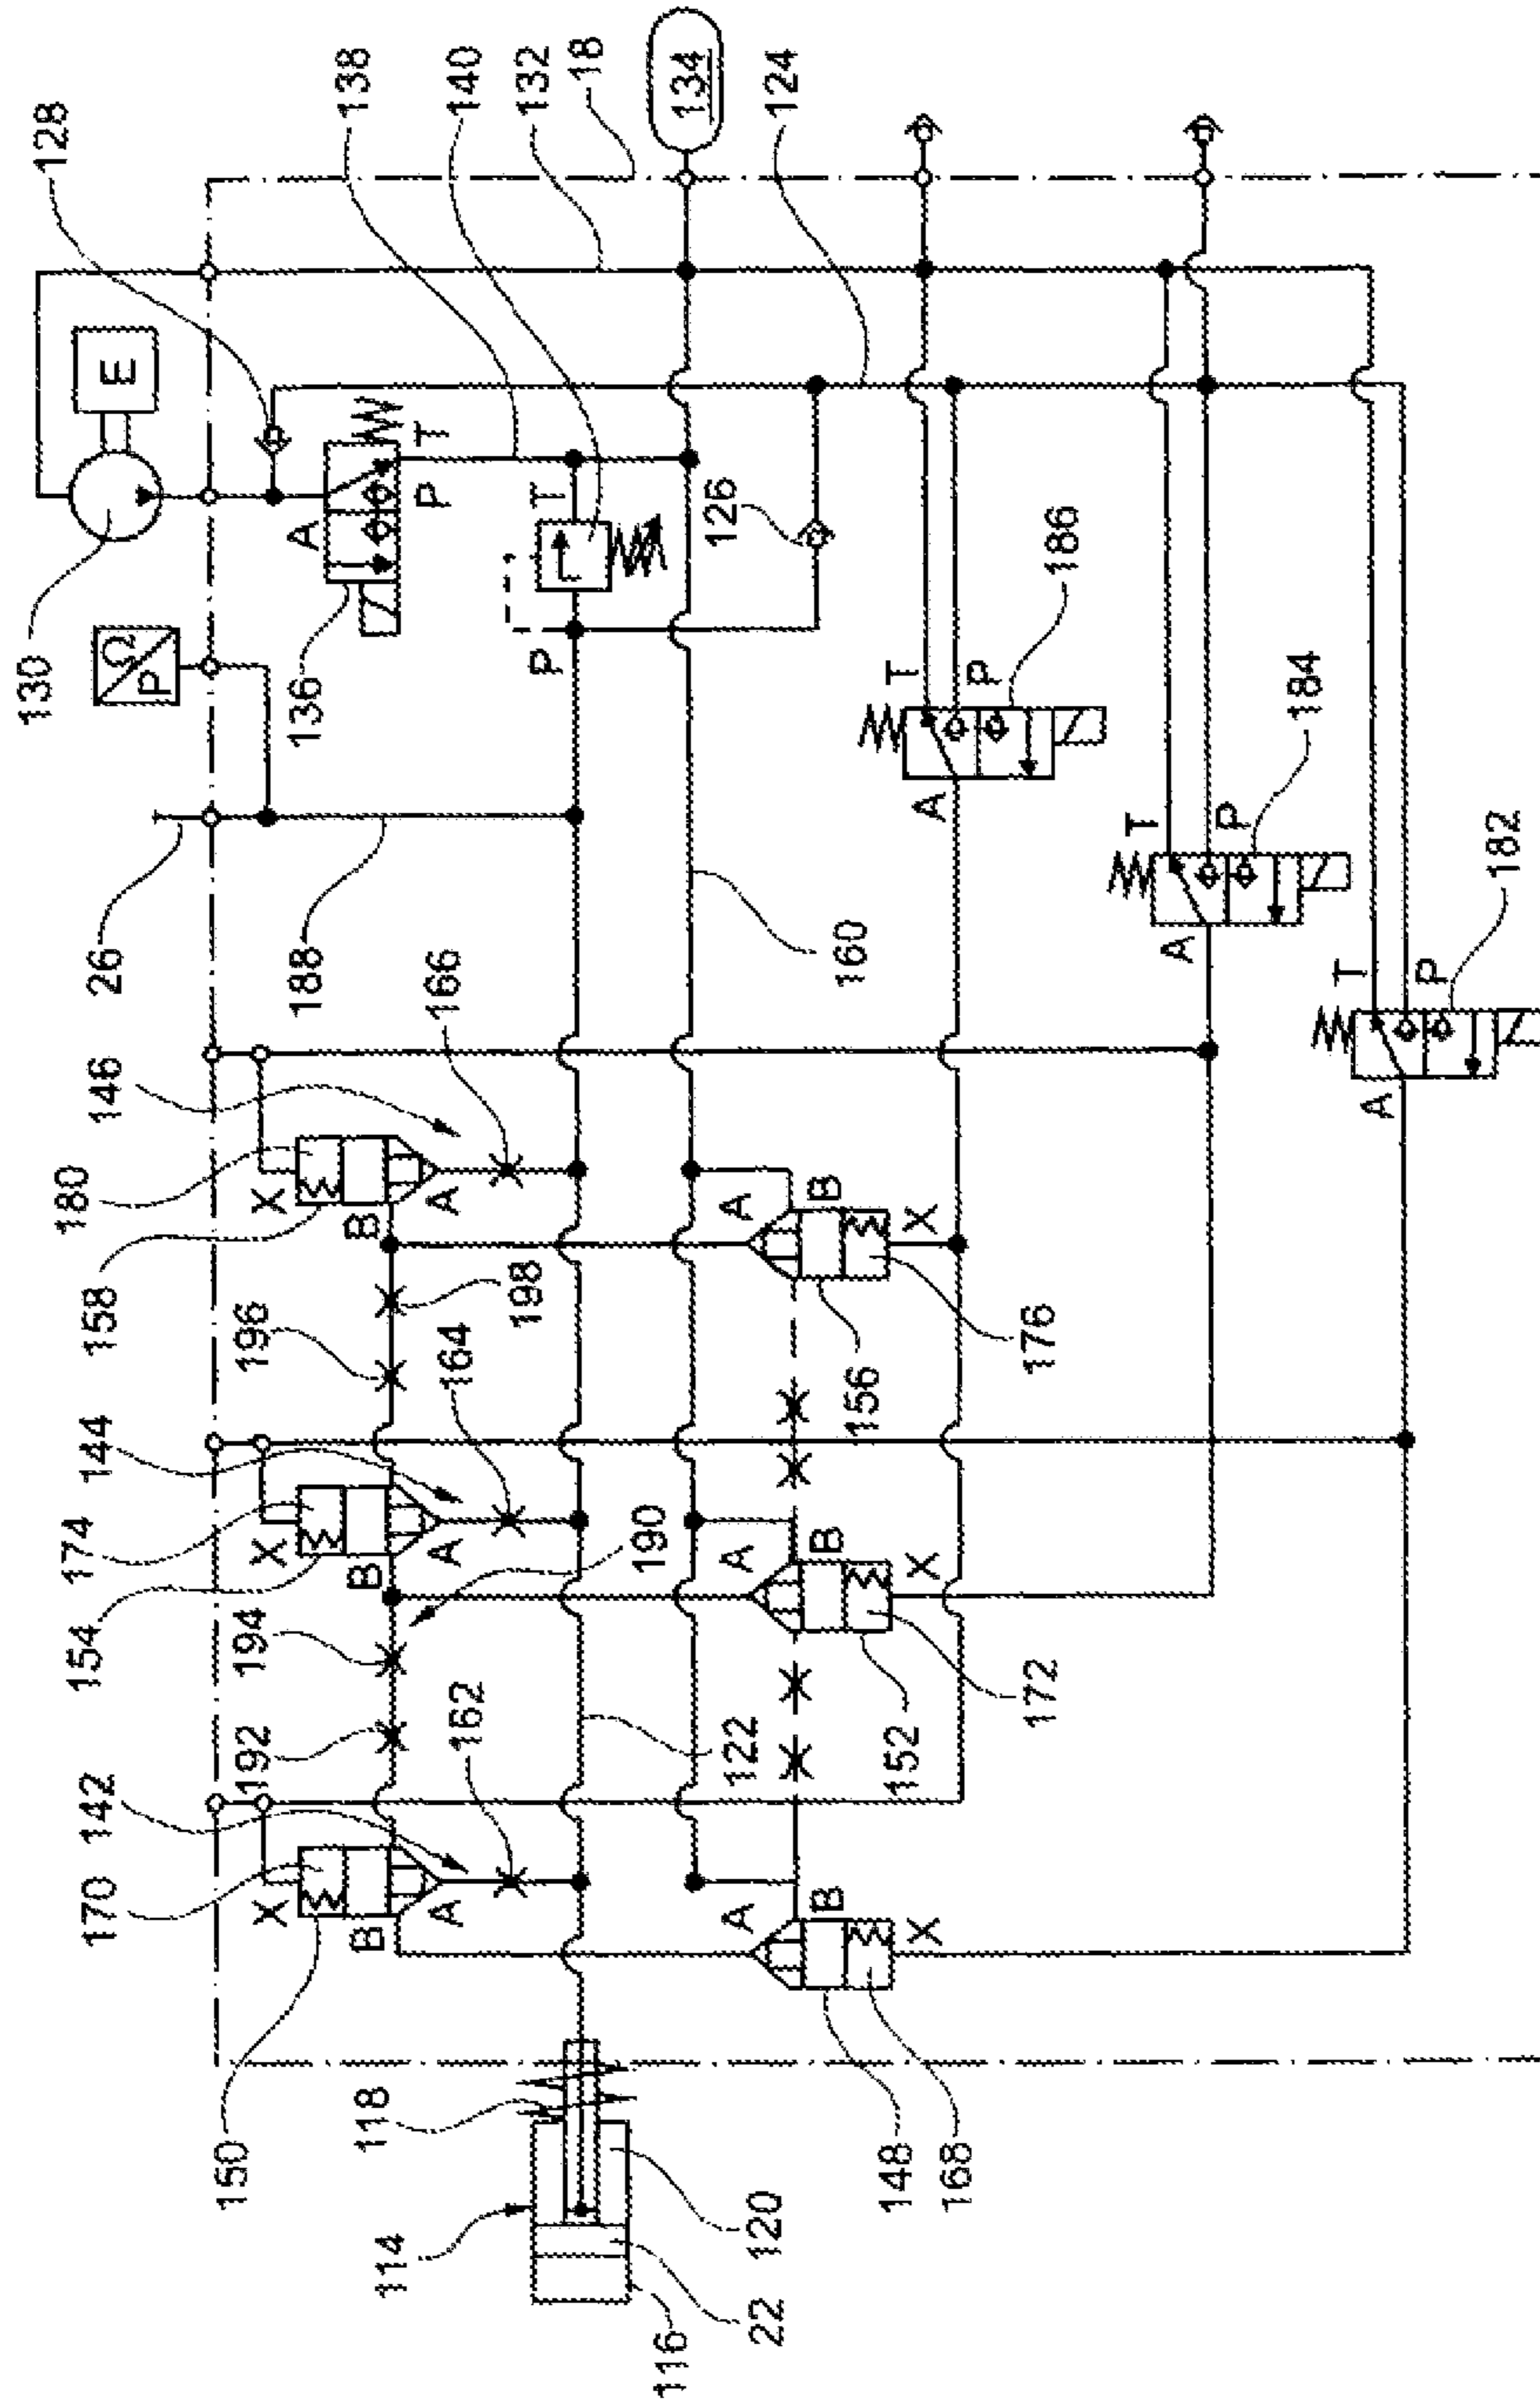 130
E
128
138
140
132
18
134
124
Ω
P
136
A
P
T
T
P
126
26
188
160
T
P
A
186
T
P
A
184
T
P
A
182
146
166
180
X
158
B
A
196
198
A
B
X
156
176
144
164
174
X
154
B
A
190
194
192
A
B
X
152
172
142
162
122
170
X
150
B
A
A
B
X
148
168
118
114
116
22
120